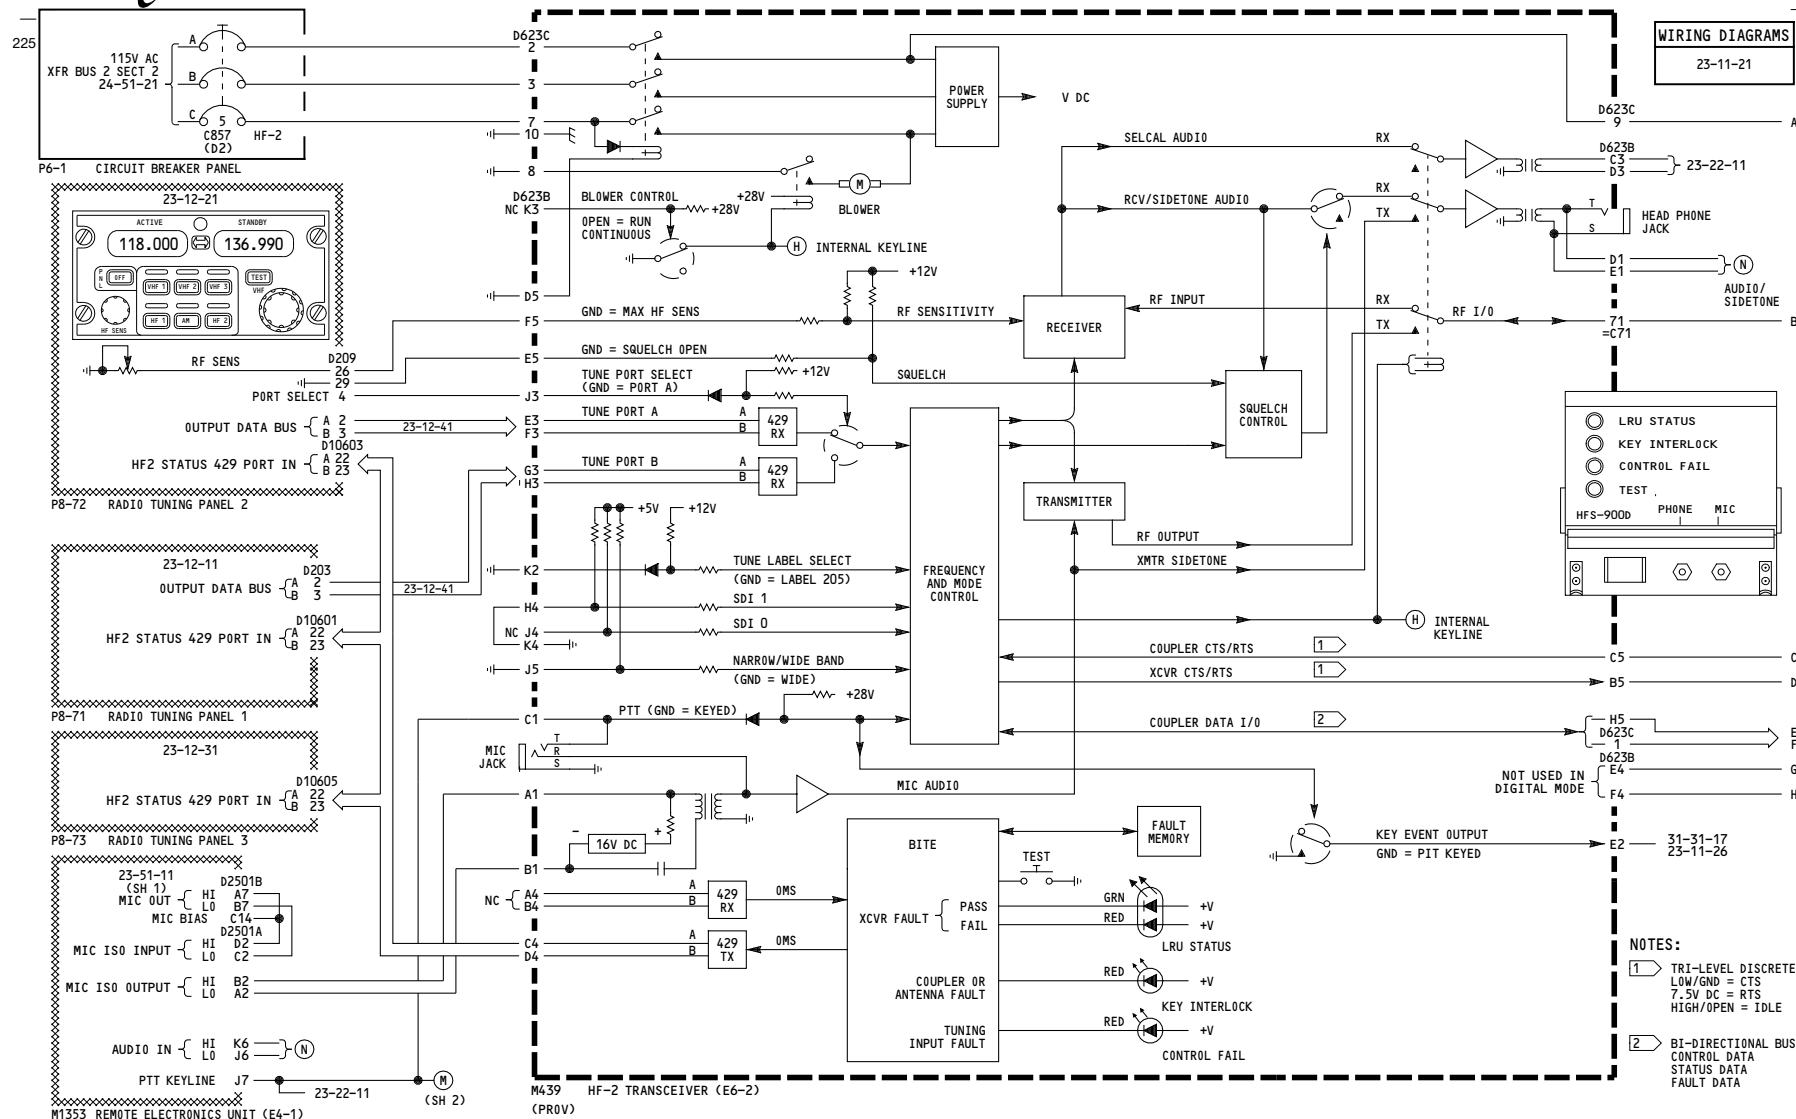 225
115V AC
XFR BUS 2 SECT 2
24-51-21
A
B
C
5
C857
(D2)
HF-2
P6-1 CIRCUIT BREAKER PANEL
23-12-21
ACTIVE
STANDBY
118.000
136.990
PNL
OFF
VHF 1
VHF 2
VHF 3
TEST
VHF
HF SENS
HF 1
AM
HF 2
RF SENS
D209
26
29
PORT SELECT 4
OUTPUT DATA BUS
A 2
B 3
23-12-41
D10603
HF2 STATUS 429 PORT IN
A 22
B 23
P8-72 RADIO TUNING PANEL 2
23-12-11
D203
OUTPUT DATA BUS
A 2
B 3
23-12-41
D10601
HF2 STATUS 429 PORT IN
A 22
B 23
P8-71 RADIO TUNING PANEL 1
23-12-31
D10605
HF2 STATUS 429 PORT IN
A 22
B 23
P8-73 RADIO TUNING PANEL 3
23-51-11
(SH 1)
D2501B
MIC OUT
HI A7
LO B7
MIC BIAS C14
D2501A
MIC ISO INPUT
HI D2
LO C2
MIC ISO OUTPUT
HI B2
LO A2
AUDIO IN
HI K6
LO J6
N
PTT KEYLINE J7
23-22-11
M
(SH 2)
M1353 REMOTE ELECTRONICS UNIT (E4-1)
D623C
2
3
7
10
8
D623B
NC K3
D5
F5
E5
J3
E3
F3
G3
H3
K2
H4
NC J4
K4
J5
C1
MIC
JACK
T
R
S
A1
B1
NC
A4
B4
C4
D4
POWER
SUPPLY
V DC
M
BLOWER
BLOWER CONTROL
+28V
+28V
OPEN = RUN
CONTINUOUS
H
INTERNAL KEYLINE
+12V
GND = MAX HF SENS
RF SENSITIVITY
GND = SQUELCH OPEN
TUNE PORT SELECT
(GND = PORT A)
+12V
SQUELCH
TUNE PORT A
A
B
429
RX
TUNE PORT B
A
B
429
RX
+5V
+12V
TUNE LABEL SELECT
(GND = LABEL 205)
SDI 1
SDI 0
NARROW/WIDE BAND
(GND = WIDE)
+28V
PTT (GND = KEYED)
FREQUENCY
AND MODE
CONTROL
MIC AUDIO
- +
16V DC
A
B
429
RX
OMS
A
B
429
TX
OMS
RECEIVER
TRANSMITTER
SQUELCH
CONTROL
SELCAL AUDIO
RX
RCV/SIDETONE AUDIO
RX
TX
RF INPUT
RX
TX
RF I/O
RF OUTPUT
XMTR SIDETONE
H
INTERNAL
KEYLINE
COUPLER CTS/RTS
1
XCVR CTS/RTS
1
COUPLER DATA I/O
2
BITE
FAULT
MEMORY
TEST
XCVR FAULT
PASS
FAIL
GRN
RED
+V
+V
LRU STATUS
COUPLER OR
ANTENNA FAULT
RED
+V
KEY INTERLOCK
TUNING
INPUT FAULT
RED
+V
CONTROL FAIL
KEY EVENT OUTPUT
GND = PIT KEYED
M439 HF-2 TRANSCEIVER (E6-2)
(PROV)
WIRING DIAGRAMS
23-11-21
D623C
9
A
D623B
C3
D3
23-22-11
T
S
HEAD PHONE
JACK
D1
E1
N
AUDIO/
SIDETONE
71
=C71
B
LRU STATUS
KEY INTERLOCK
CONTROL FAIL
TEST
HFS-900D
PHONE MIC
C5
C
B5
D
H5
D623C
1
E
F
D623B
NOT USED IN
DIGITAL MODE
E4
F4
G
H
E2
31-31-17
23-11-26
NOTES:
1 TRI-LEVEL DISCRETE
LOW/GND = CTS
7.5V DC = RTS
HIGH/OPEN = IDLE
2 BI-DIRECTIONAL BUS
CONTROL DATA
STATUS DATA
FAULT DATA